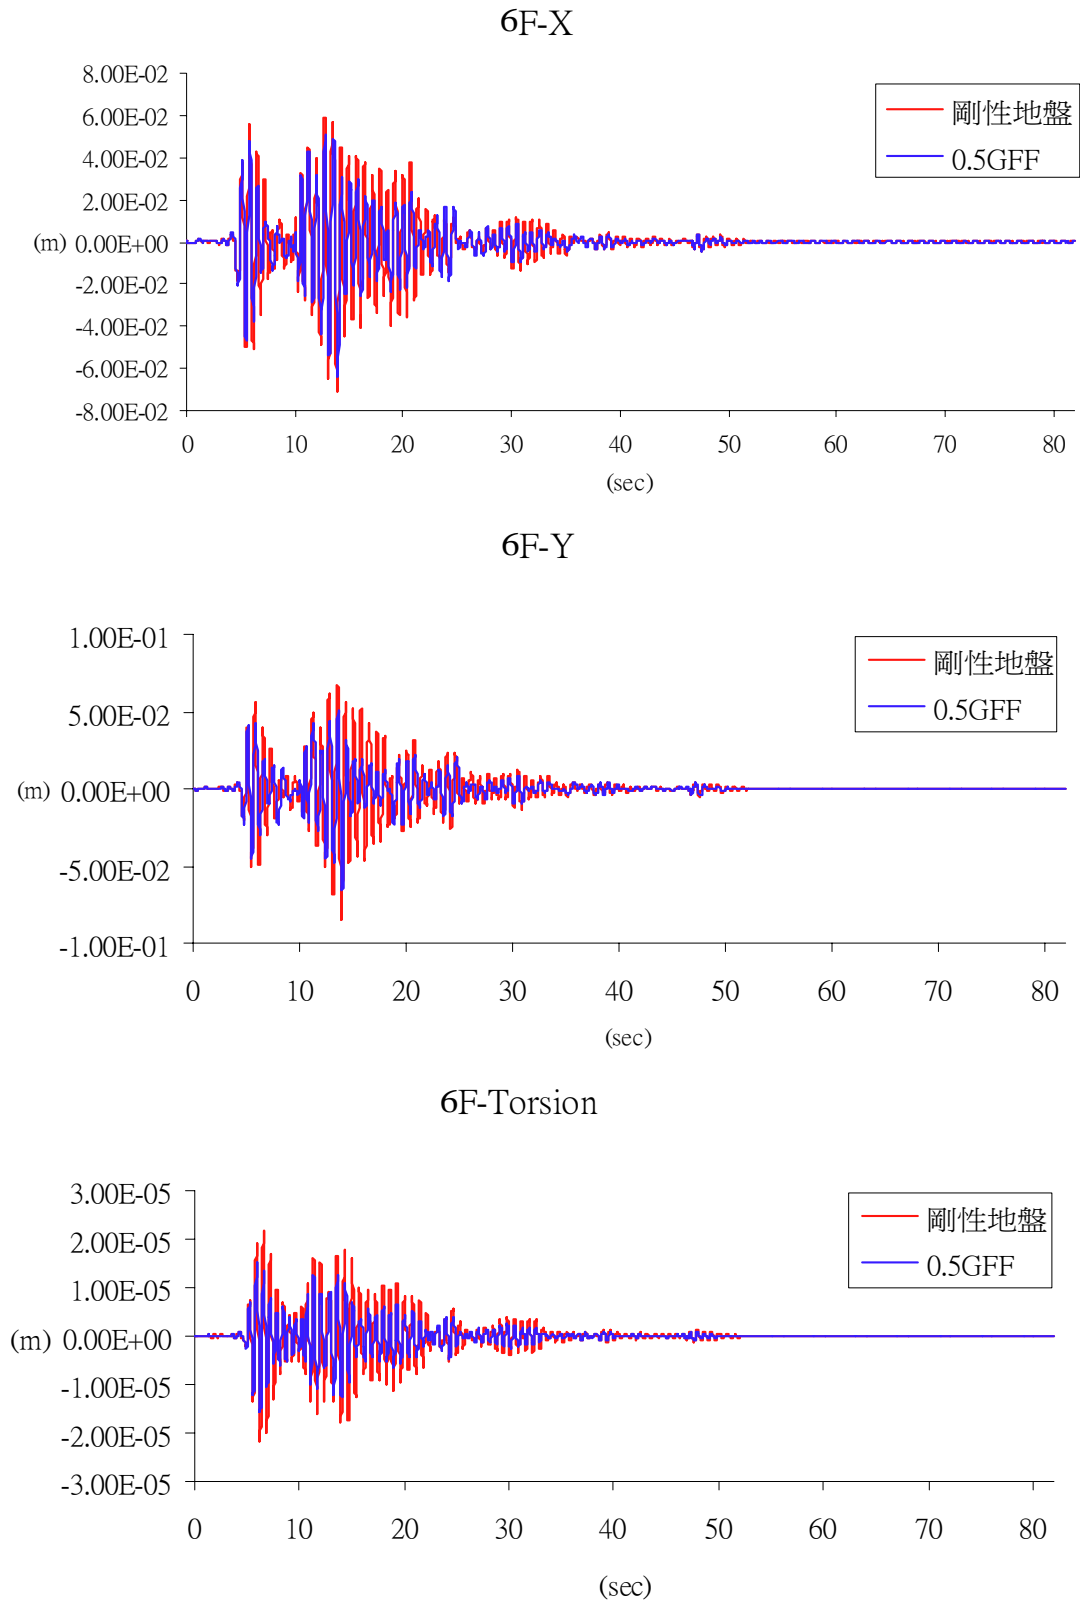 6F-X
8.00E-02
6.00E-02
4.00E-02
2.00E-02
(m) 0.00E+00
-2.00E-02
-4.00E-02
-6.00E-02
-8.00E-02
剛性地盤
0.5GFF
0 10 20 30 40 50 60 70 80
(sec)
6F-Y
1.00E-01
5.00E-02
(m) 0.00E+00
-5.00E-02
-1.00E-01
剛性地盤
0.5GFF
0 10 20 30 40 50 60 70 80
(sec)
6F-Torsion
3.00E-05
2.00E-05
1.00E-05
(m) 0.00E+00
-1.00E-05
-2.00E-05
-3.00E-05
剛性地盤
0.5GFF
0 10 20 30 40 50 60 70 80
(sec)